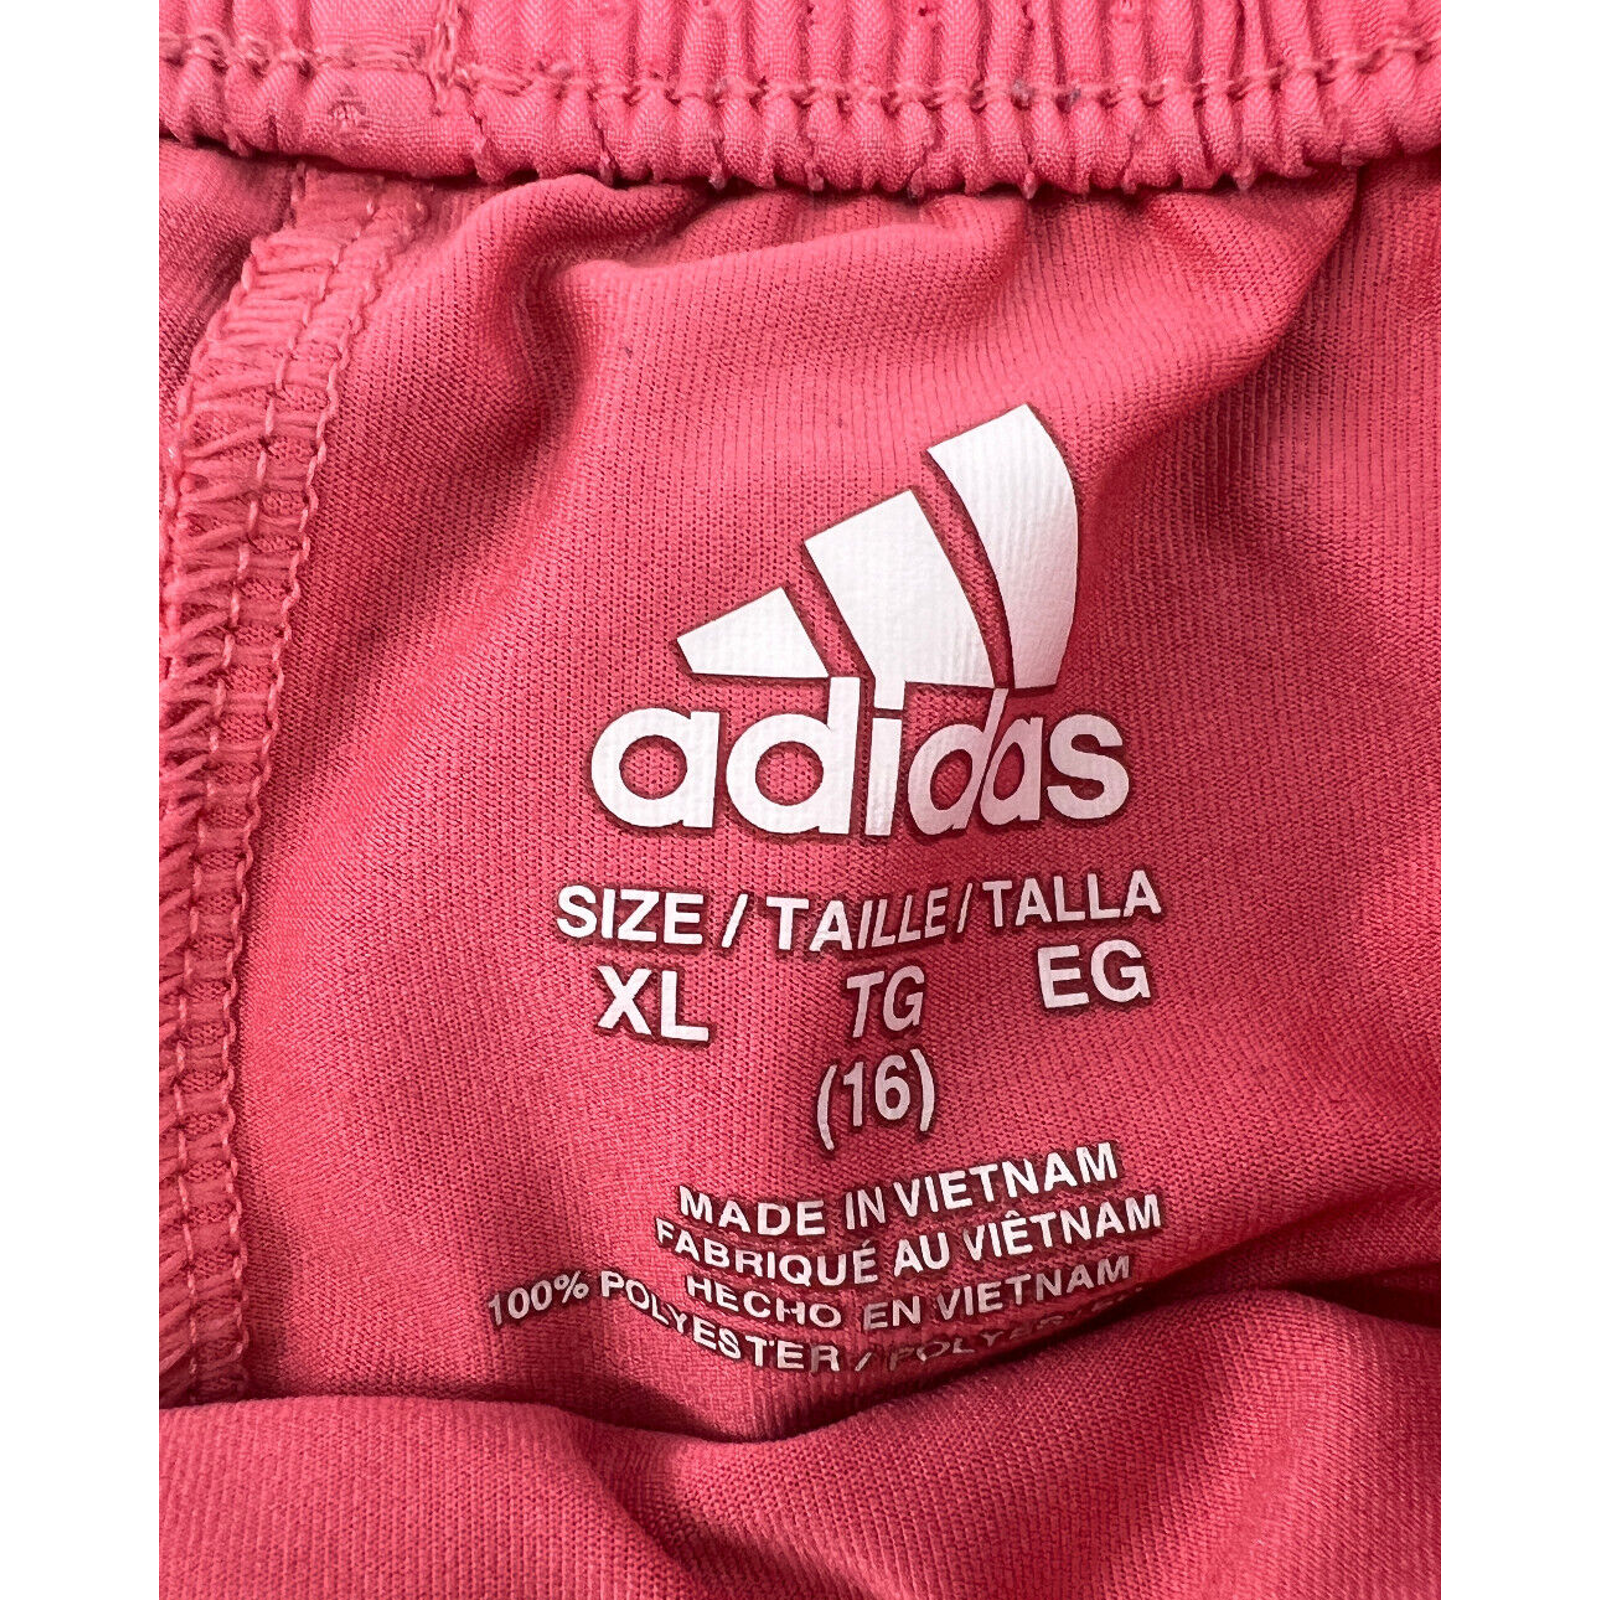 adidas
SIZE / TAILLE / TALLA
XL TG EG
(16)
MADE IN VIETNAM
FABRIQUÉ AU VIÊTNAM
HECHO EN VIETNAM
100% POLYESTER /